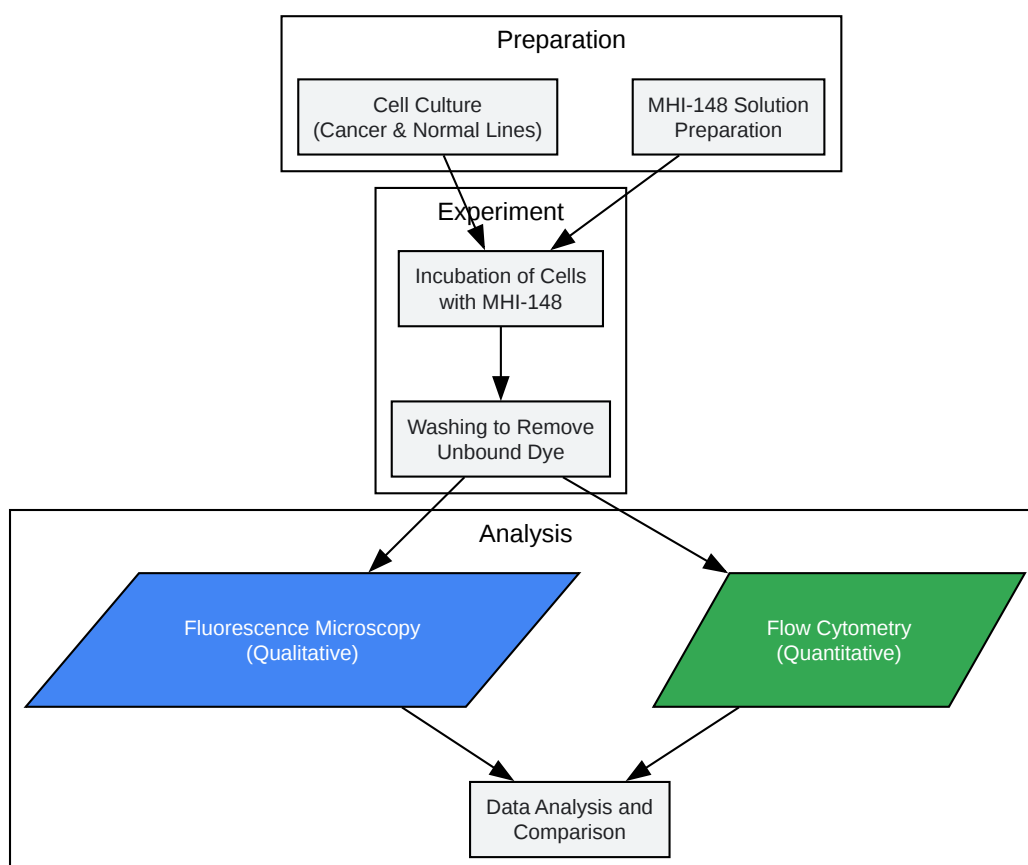 Preparation
Cell Culture
(Cancer & Normal Lines)
MHI-148 Solution
Preparation
Experiment
Incubation of Cells
with MHI-148
Washing to Remove
Unbound Dye
Analysis
Fluorescence Microscopy
(Qualitative)
Flow Cytometry
(Quantitative)
Data Analysis and
Comparison